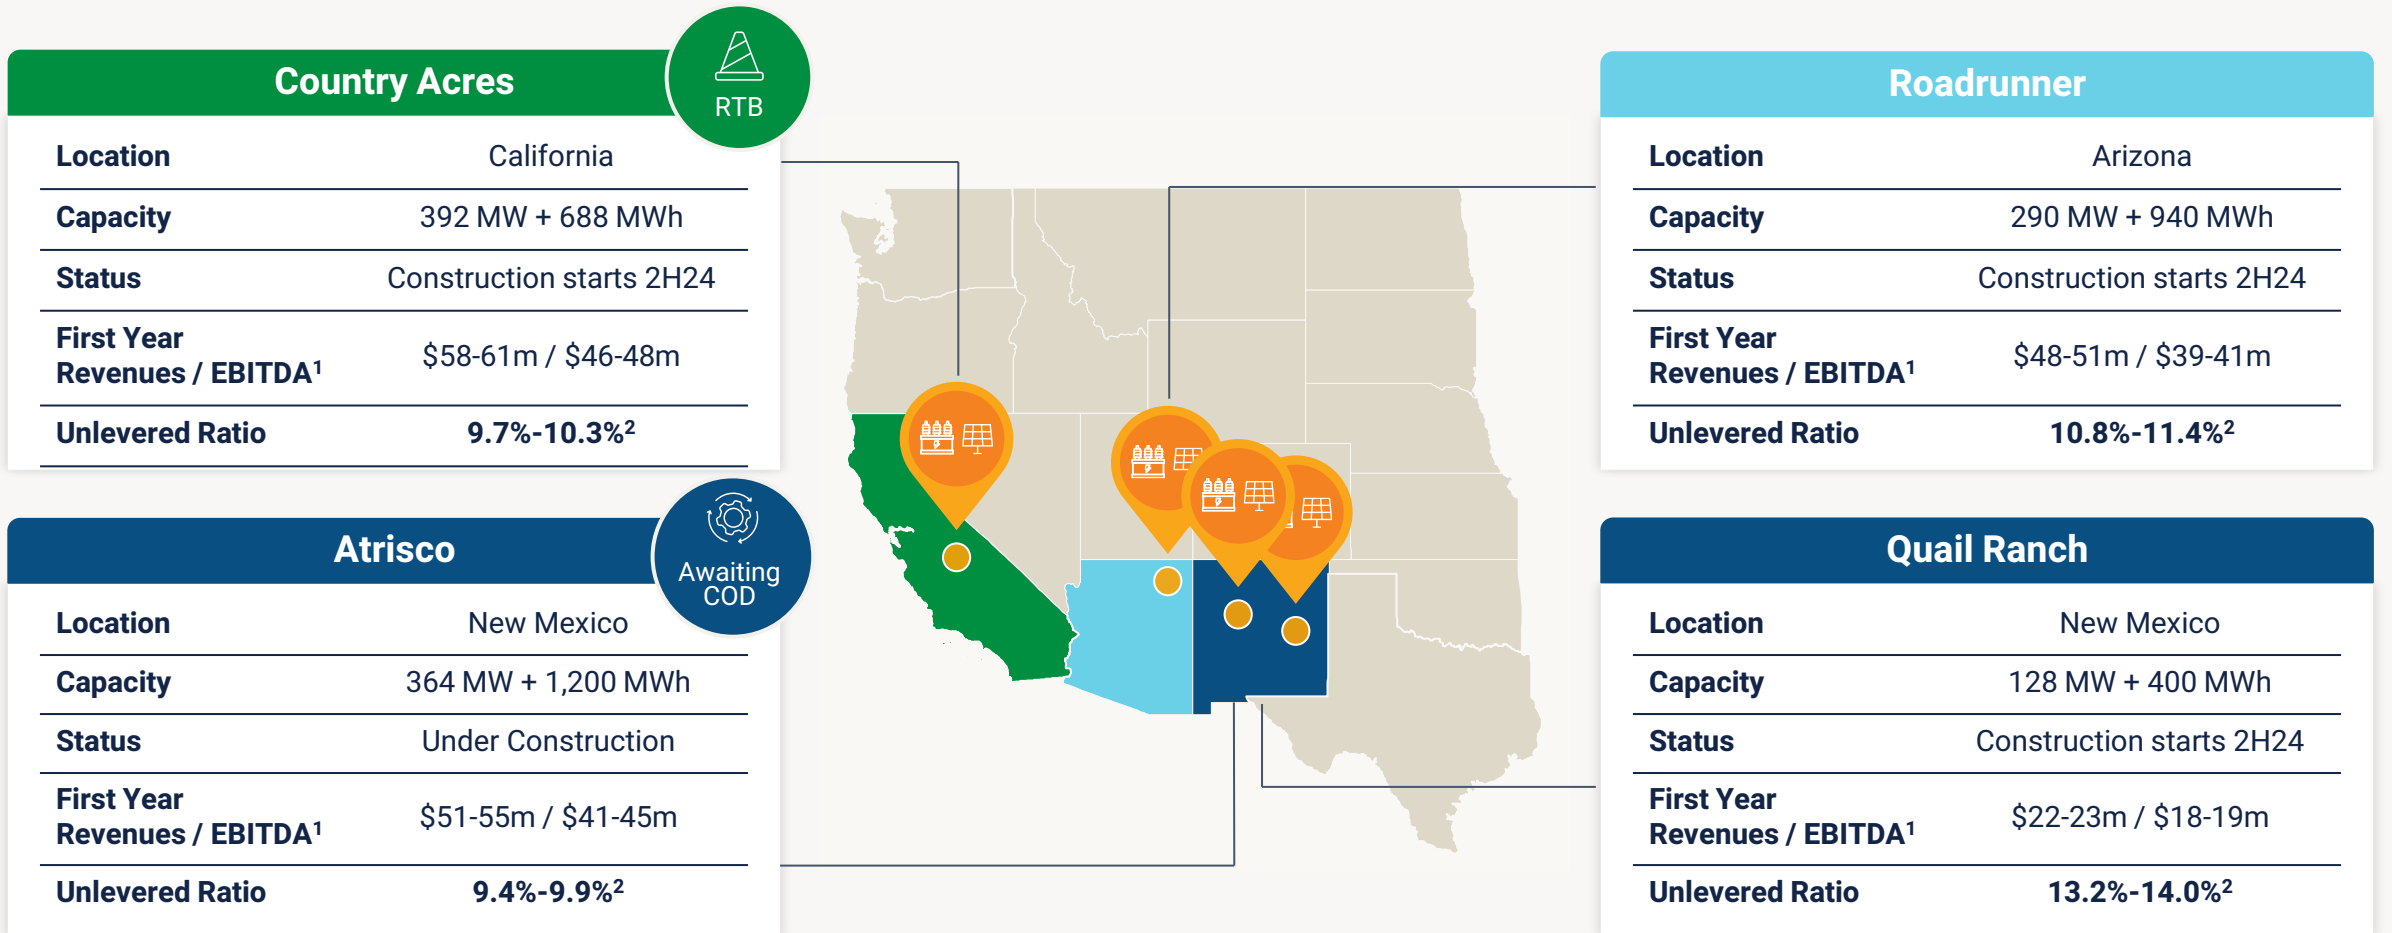 Country Acres
RTB
Location California
Capacity 392 MW + 688 MWh
Status Construction starts 2H24
First Year
Revenues / EBITDA¹ $58-61m / $46-48m
Unlevered Ratio 9.7%-10.3%²
Roadrunner
Location Arizona
Capacity 290 MW + 940 MWh
Status Construction starts 2H24
First Year
Revenues / EBITDA¹ $48-51m / $39-41m
Unlevered Ratio 10.8%-11.4%²
Atrisco
Awaiting
COD
Location New Mexico
Capacity 364 MW + 1,200 MWh
Status Under Construction
First Year
Revenues / EBITDA¹ $51-55m / $41-45m
Unlevered Ratio 9.4%-9.9%²
Quail Ranch
Location New Mexico
Capacity 128 MW + 400 MWh
Status Construction starts 2H24
First Year
Revenues / EBITDA¹ $22-23m / $18-19m
Unlevered Ratio 13.2%-14.0%²